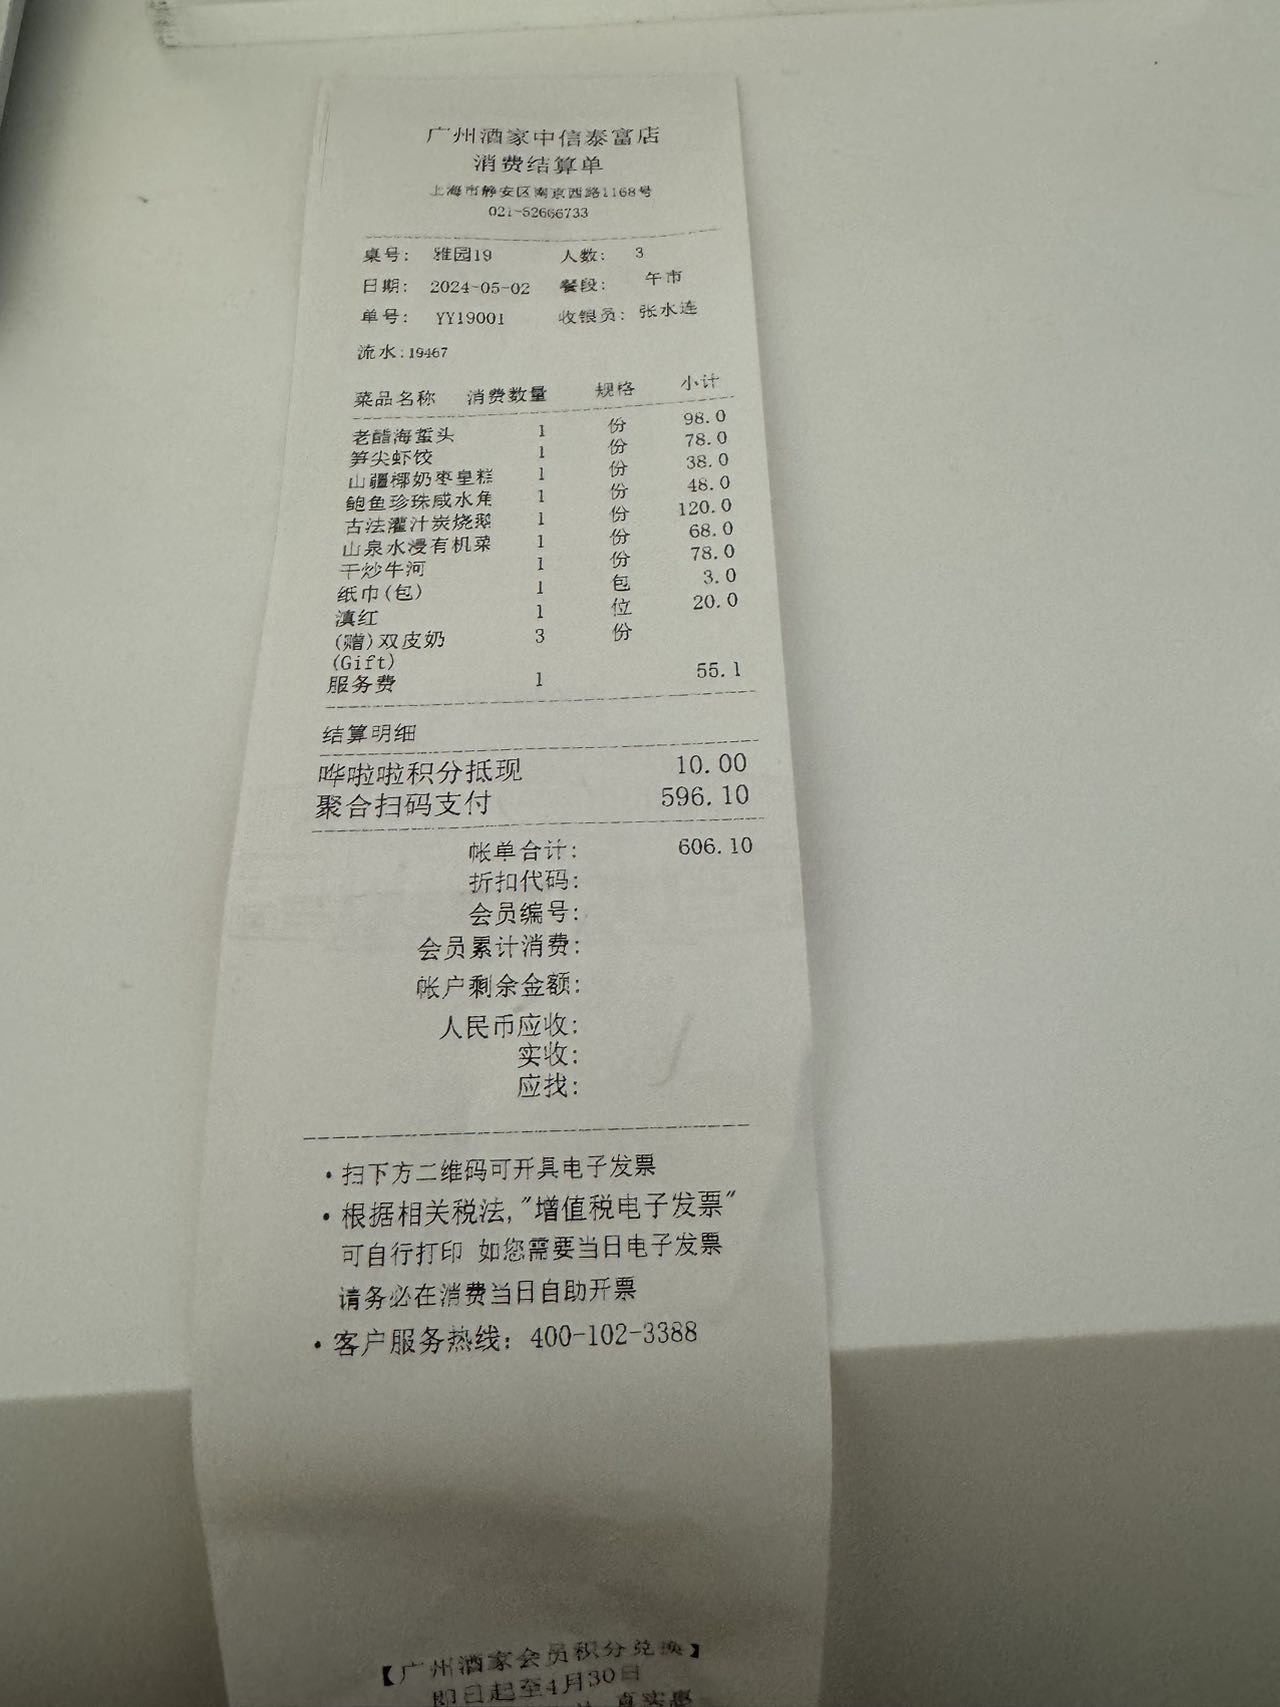 广州酒家中信泰富店
消费结算单
上海市静安区南京西路1168号
021-52666733
桌号: 雅园19 人数: 3
日期: 2024-05-02 餐段: 午市
单号: YY19001 收银员: 张水连
流水:19467
菜品名称 消费数量 规格 小计
老醋海蜇头 1 份 98.0
笋尖虾饺 1 份 78.0
山疆椰奶枣皇糕 1 份 38.0
鲍鱼珍珠咸水角 1 份 48.0
古法灌汁炭烧鹅 1 份 120.0
山泉水浸有机菜 1 份 68.0
干炒牛河 1 份 78.0
纸巾(包) 1 包 3.0
滇红 1 位 20.0
(赠)双皮奶 3 份
(Gift)
服务费 1 55.1
结算明细
哗啦啦积分抵现 10.00
聚合扫码支付 596.10
帐单合计: 606.10
折扣代码:
会员编号:
会员累计消费:
帐户剩余金额:
人民币应收:
实收:
应找:
·扫下方二维码可开具电子发票
·根据相关税法,"增值税电子发票"
可自行打印 如您需要当日电子发票
请务必在消费当日自助开票
·客户服务热线: 400-102-3388
【广州酒家会员积分兑换】
即日起至4月30日
真实惠